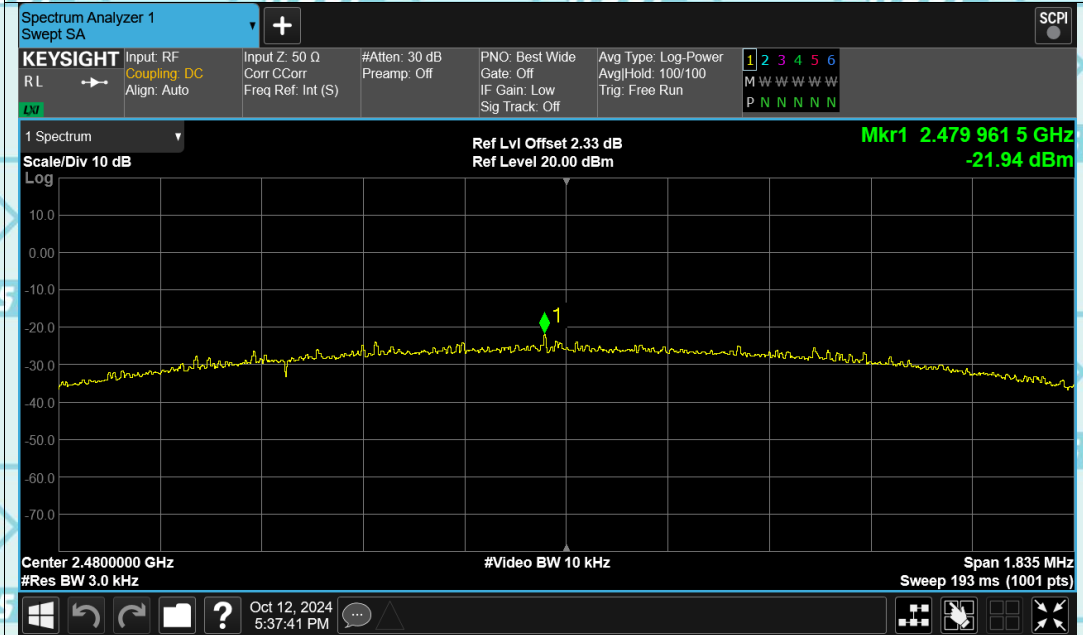 Spectrum Analyzer 1
Swept SA
+
SCPI
KEYSIGHT
R L
LXI
Input: RF
Coupling: DC
Align: Auto
Input Z: 50 Ω
Corr CCorr
Freq Ref: Int (S)
#Atten: 30 dB
Preamp: Off
PNO: Best Wide
Gate: Off
IF Gain: Low
Sig Track: Off
Avg Type: Log-Power
Avg|Hold: 100/100
Trig: Free Run
1 2 3 4 5 6
M W W W W W
P N N N N N
1 Spectrum
Scale/Div 10 dB
Log
Ref Lvl Offset 2.33 dB
Ref Level 20.00 dBm
Mkr1 2.479 961 5 GHz
-21.94 dBm
10.0
0.00
-10.0
-20.0
-30.0
-40.0
-50.0
-60.0
-70.0
1
Center 2.4800000 GHz
#Res BW 3.0 kHz
#Video BW 10 kHz
Span 1.835 MHz
Sweep 193 ms (1001 pts)
?
Oct 12, 2024
5:37:41 PM